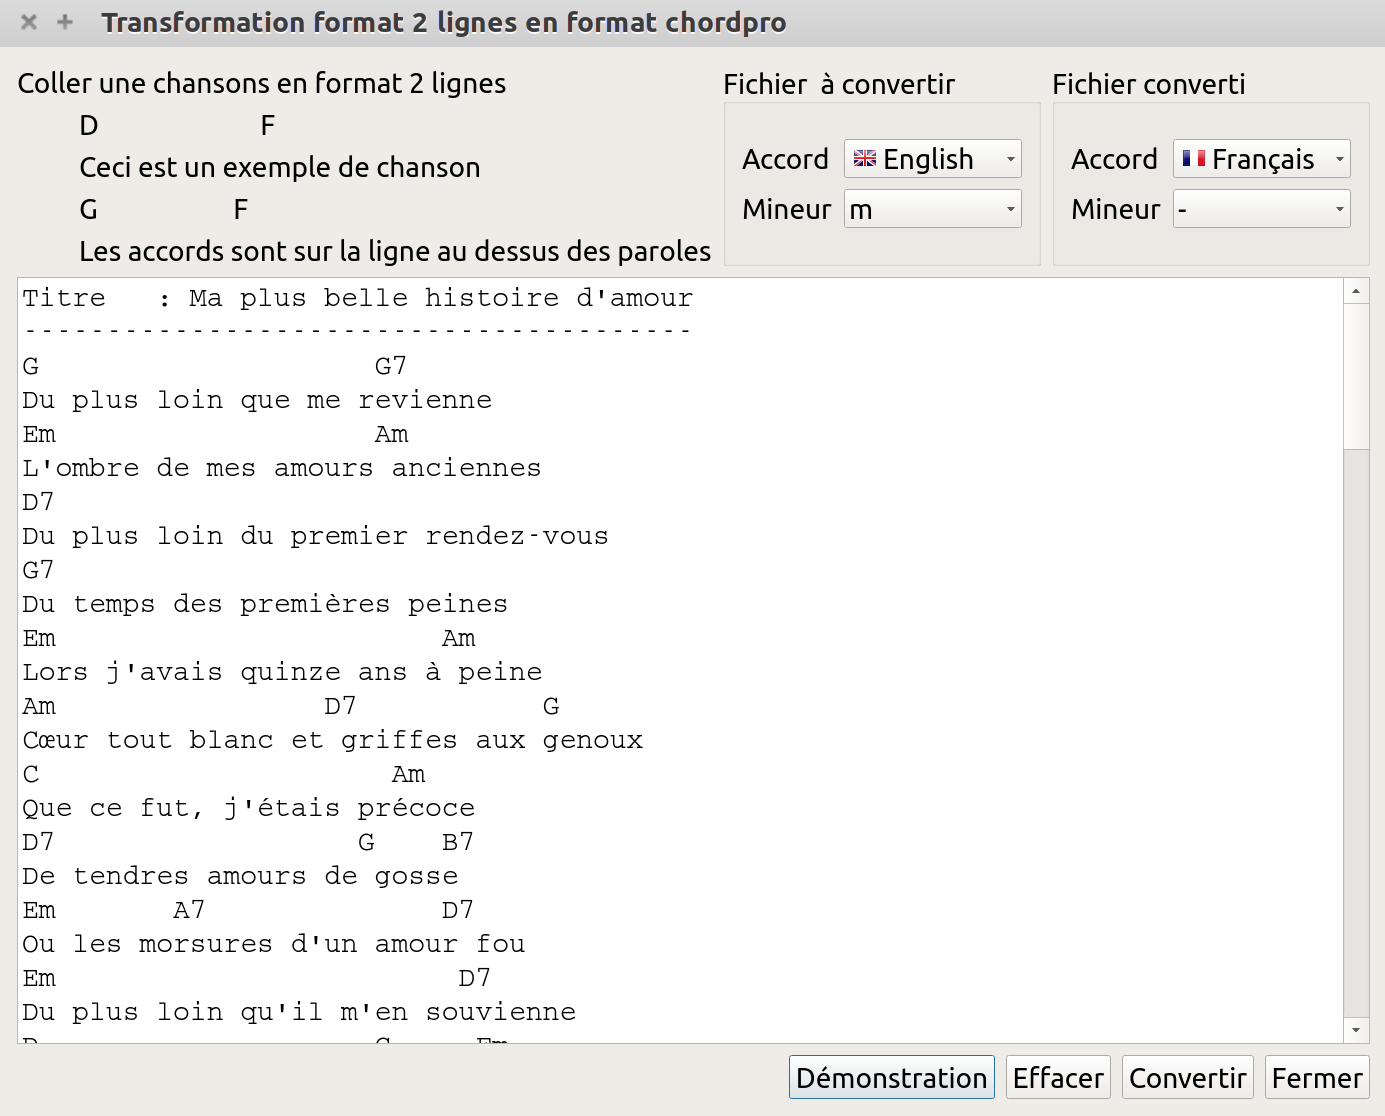 Transformation format 2 lignes en format chordpro
Coller une chansons en format 2 lignes
D                    F
Ceci est un exemple de chanson
G                 F
Les accords sont sur la ligne au dessus des paroles
Fichier  à convertir
Accord English
Mineur m
Fichier converti
Accord Français
Mineur -
Titre   : Ma plus belle histoire d'amour
----------------------------------------
G                    G7
Du plus loin que me revienne
Em                   Am
L'ombre de mes amours anciennes
D7
Du plus loin du premier rendez-vous
G7
Du temps des premières peines
Em                       Am
Lors j'avais quinze ans à peine
Am                D7           G
Cœur tout blanc et griffes aux genoux
C                     Am
Que ce fut, j'étais précoce
D7                  G    B7
De tendres amours de gosse
Em       A7              D7
Ou les morsures d'un amour fou
Em                        D7
Du plus loin qu'il m'en souvienne
Démonstration Effacer Convertir Fermer